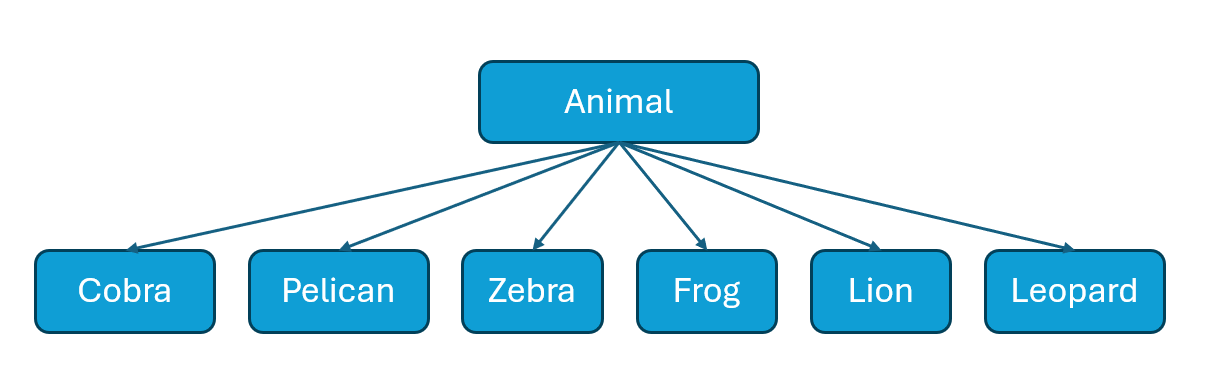 Animal
Cobra
Pelican
Zebra
Frog
Lion
Leopard